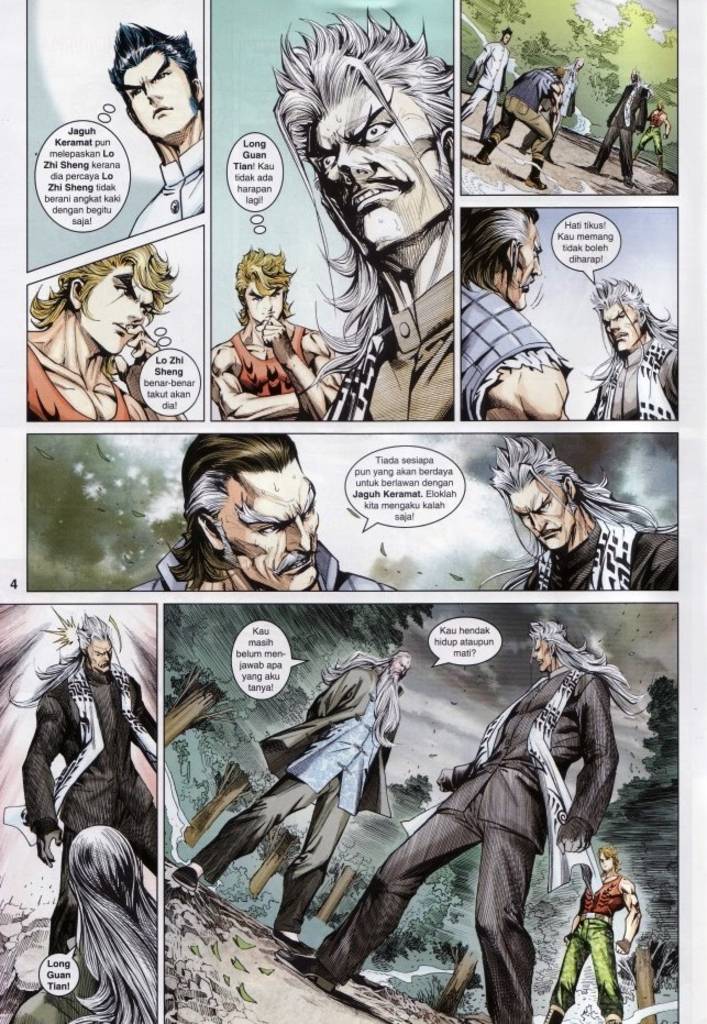 Jaguh
Keramat pun
melepaskan Lo
Zhi Sheng kerana
dia percaya Lo
Zhi Sheng tidak
berani angkat kaki
dengan begitu
saja!
Lo Zhi
Sheng
benar-benar
takut akan
dia!
Long
Guan
Tian! Kau
tidak ada
harapan
lagi!
Hati tikus!
Kau memang
tidak boleh
diharap!
Tiada sesiapa
pun yang akan berdaya
untuk berlawan dengan
Jaguh Keramat. Eloklah
kita mengaku kalah
saja!
4
Long
Guan
Tian!
Kau
masih
belum men-
jawab apa
yang aku
tanya!
Kau hendak
hidup ataupun
mati?